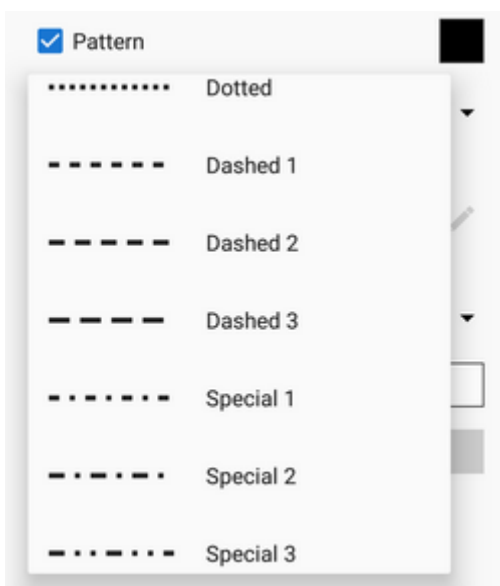 Pattern
Dotted
Dashed 1
Dashed 2
Dashed 3
Special 1
Special 2
Special 3